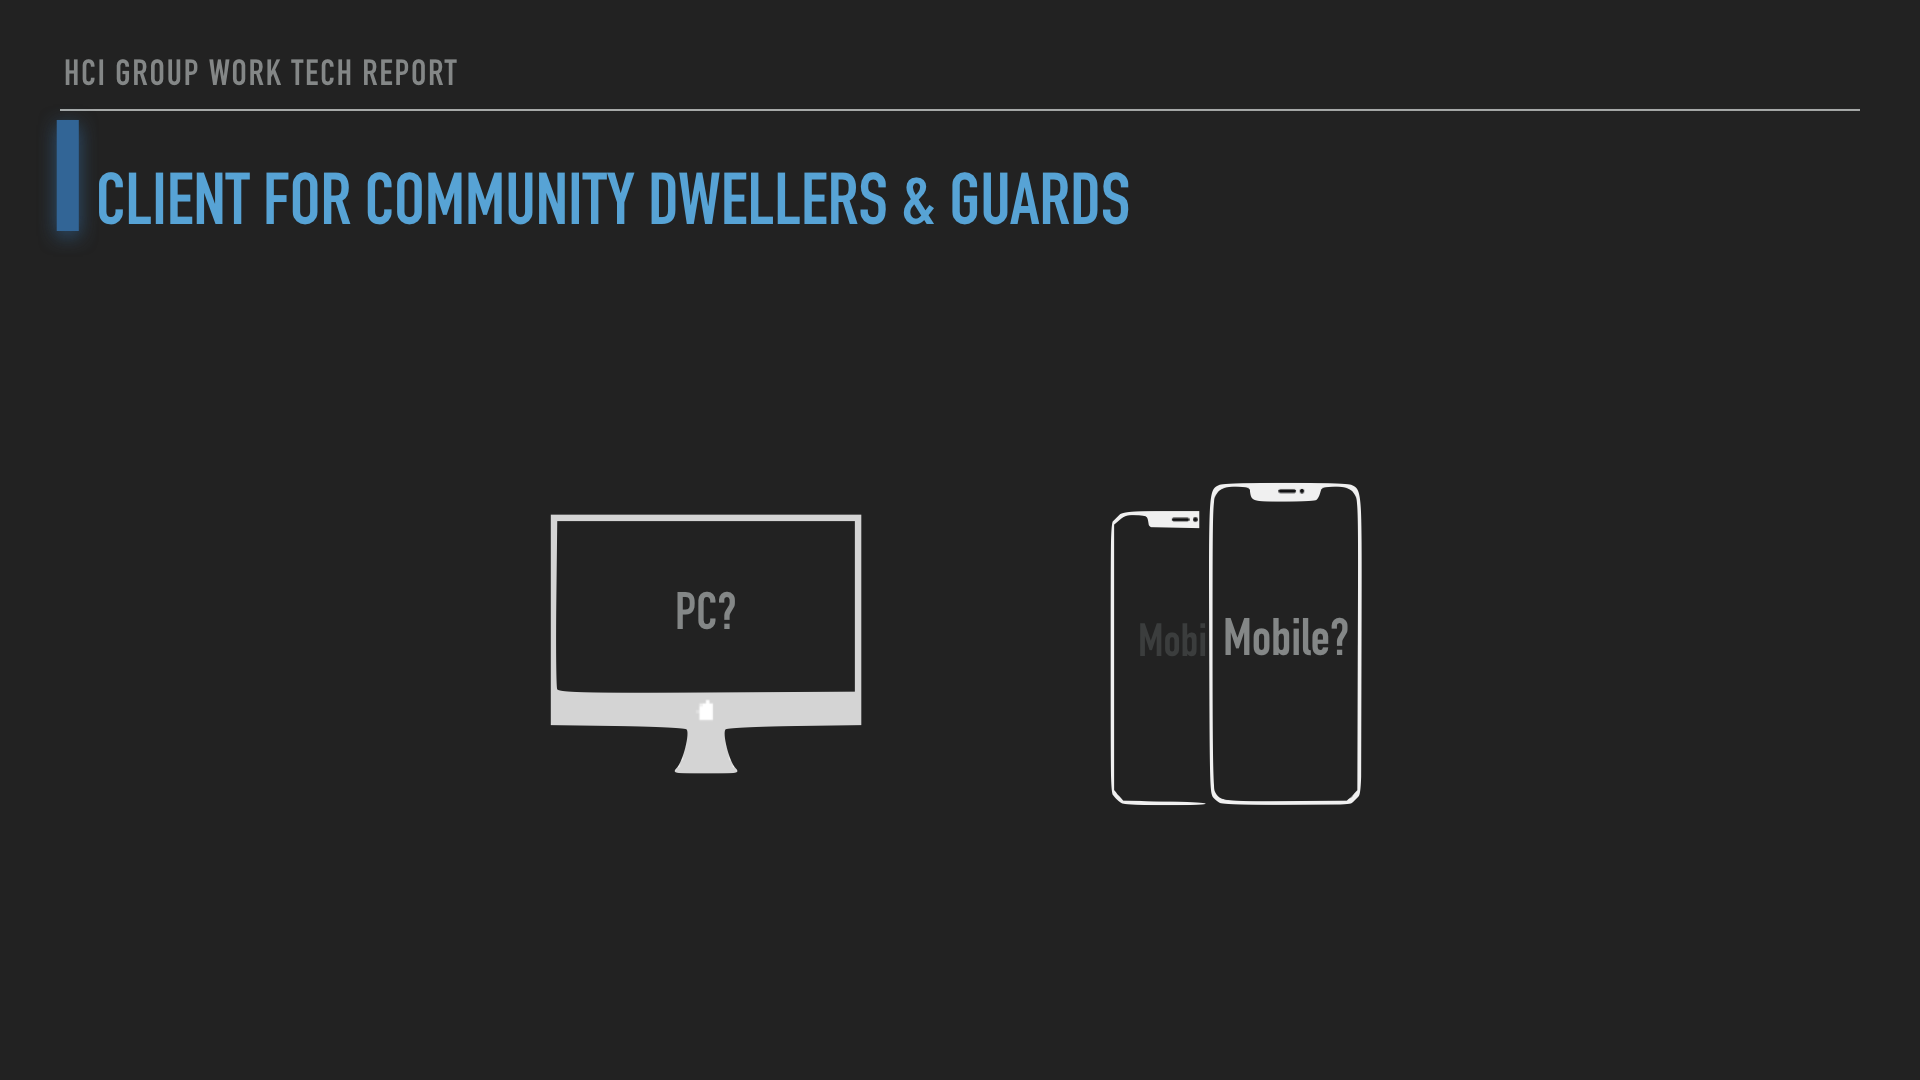 HCI GROUP WORK TECH REPORT
CLIENT FOR COMMUNITY DWELLERS & GUARDS
PC?
Mobi
Mobile?